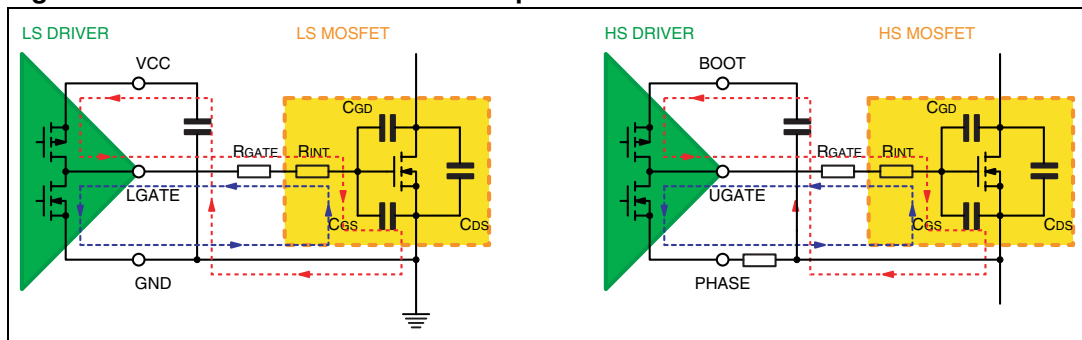 LS DRIVER
LS MOSFET
VCC
CGD
RGATE
RINT
LGATE
CGS
CDS
GND
HS DRIVER
HS MOSFET
BOOT
CGD
RGATE
RINT
UGATE
CGS
CDS
PHASE